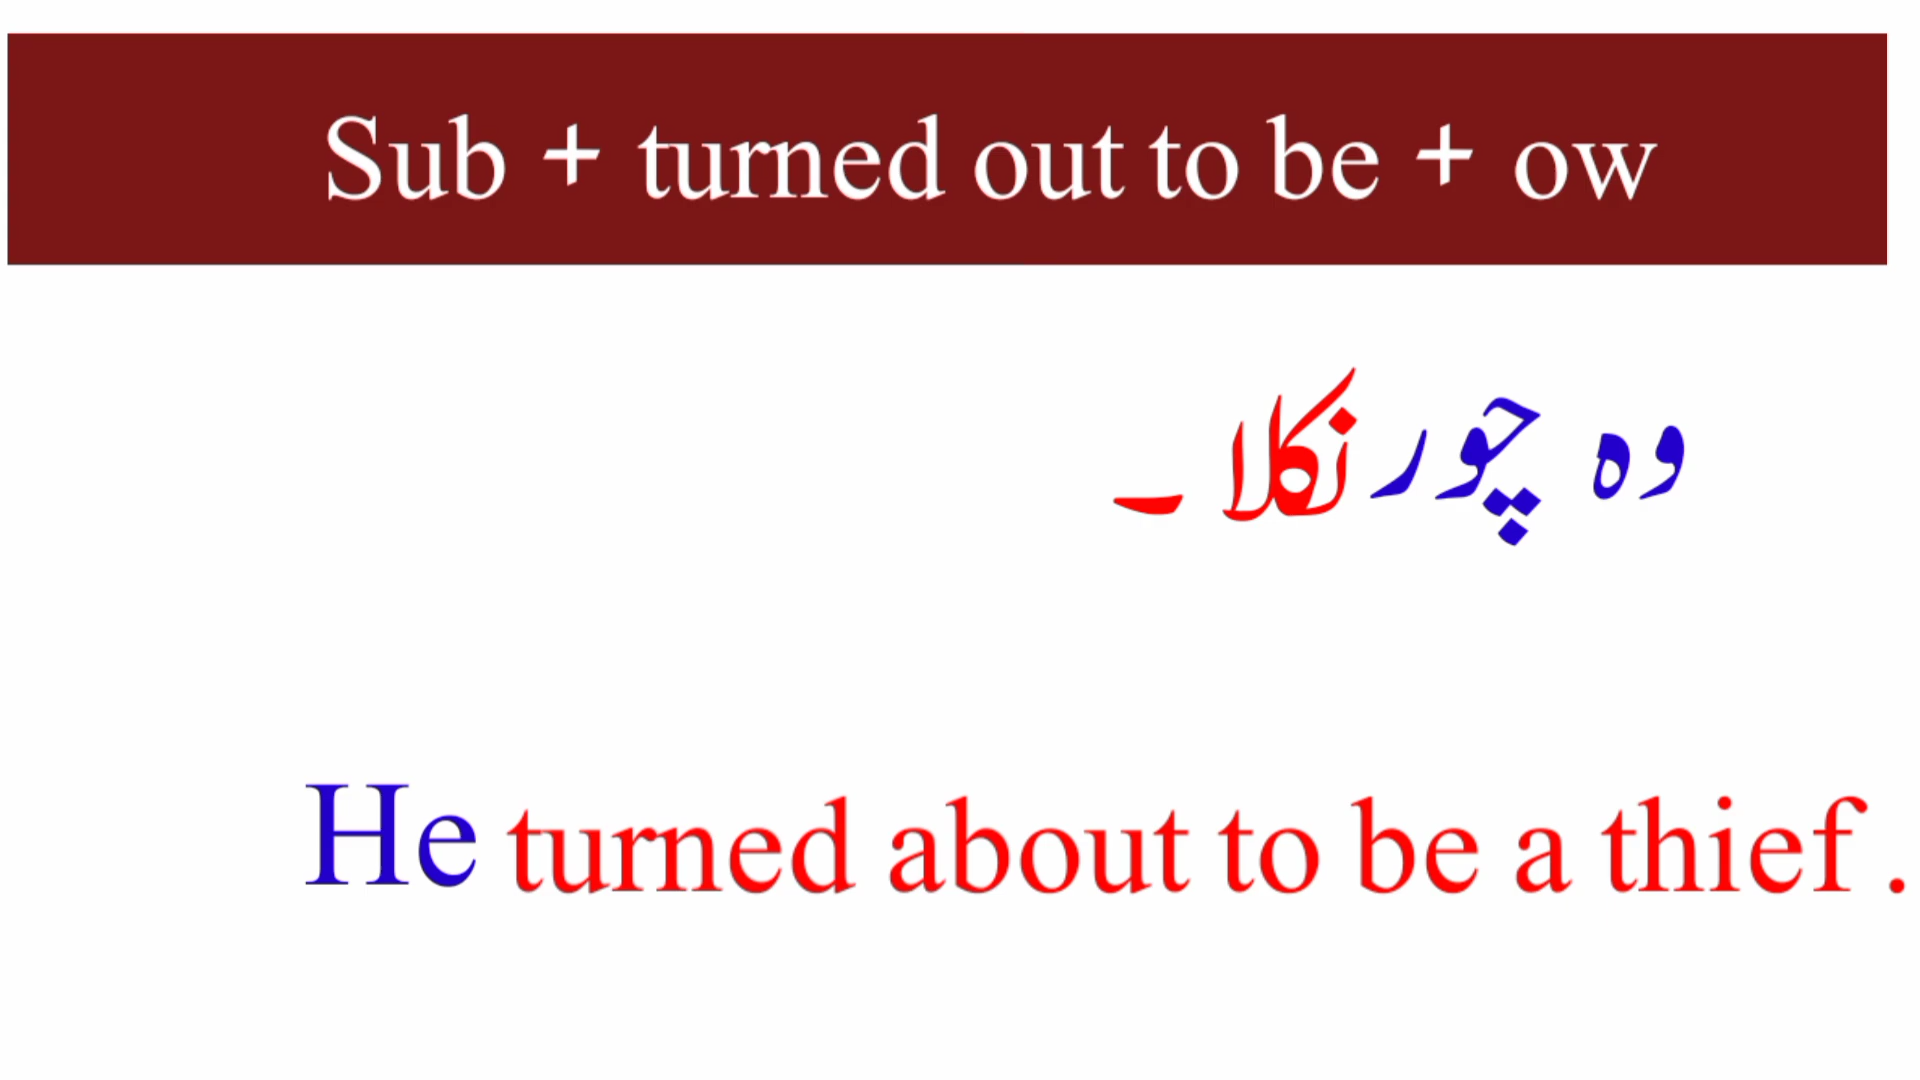 Sub + turned out to be + ow
وہ چور نکلا ۔
He turned about to be a thief .